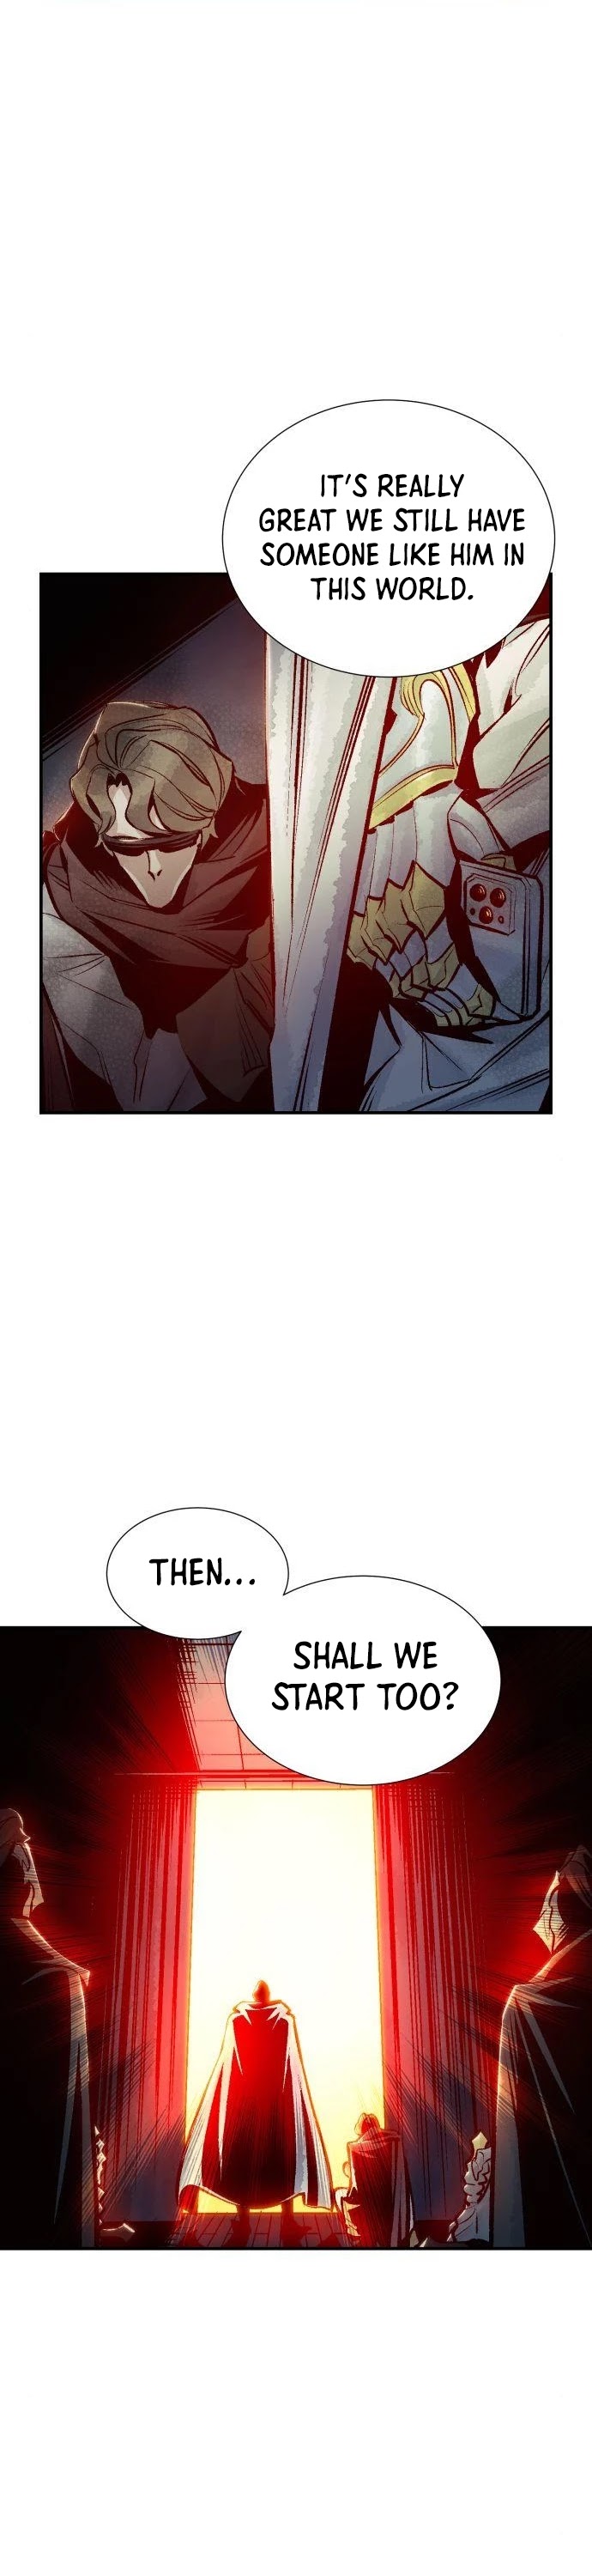 IT'S REALLY
GREAT WE STILL HAVE
SOMEONE LIKE HIM IN
THIS WORLD.
THEN...
SHALL WE
START TOO?